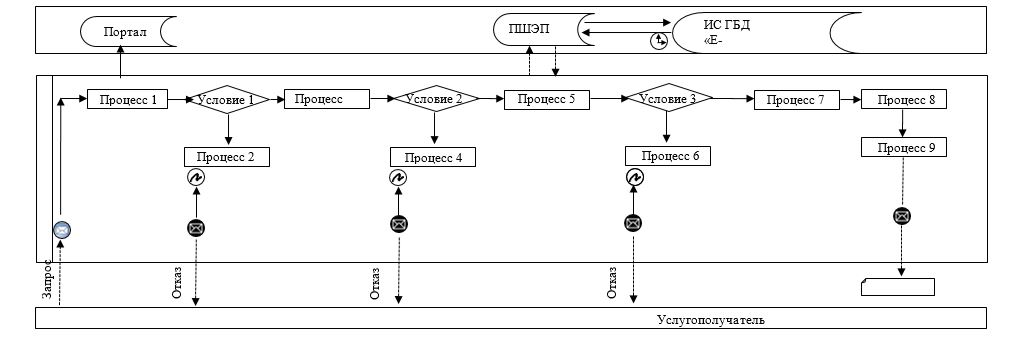 Портал
ПШЭП
ИС ГБД
«Е-
Процесс 1
Условие 1
Процесс
Условие 2
Процесс 5
Условие 3
Процесс 7
Процесс 8
Процесс 2
Процесс 4
Процесс 6
Процесс 9
Запрос
Отказ
Отказ
Отказ
Услугополучатель